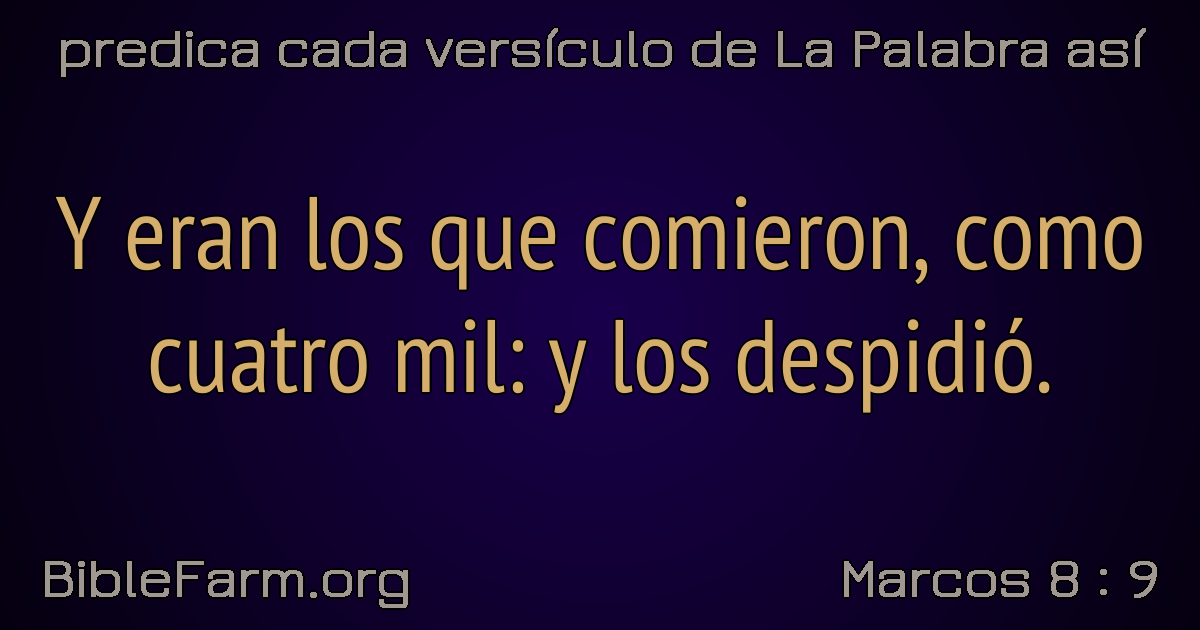 predica cada versículo de La Palabra así
Y eran los que comieron, como
cuatro mil: y los despidió.
BibleFarm.org
Marcos 8 : 9